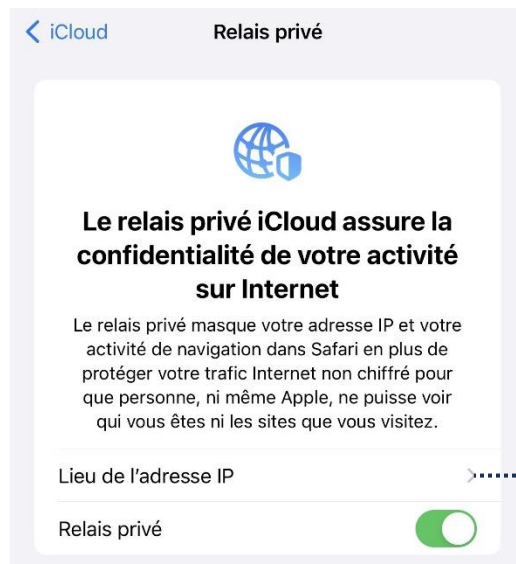 iCloud
Relais privé
Le relais privé iCloud assure la
confidentialité de votre activité
sur Internet
Le relais privé masque votre adresse IP et votre
activité de navigation dans Safari en plus de
protéger votre trafic Internet non chiffré pour
que personne, ni même Apple, ne puisse voir
qui vous êtes ni les sites que vous visitez.
Lieu de l’adresse IP
Relais privé